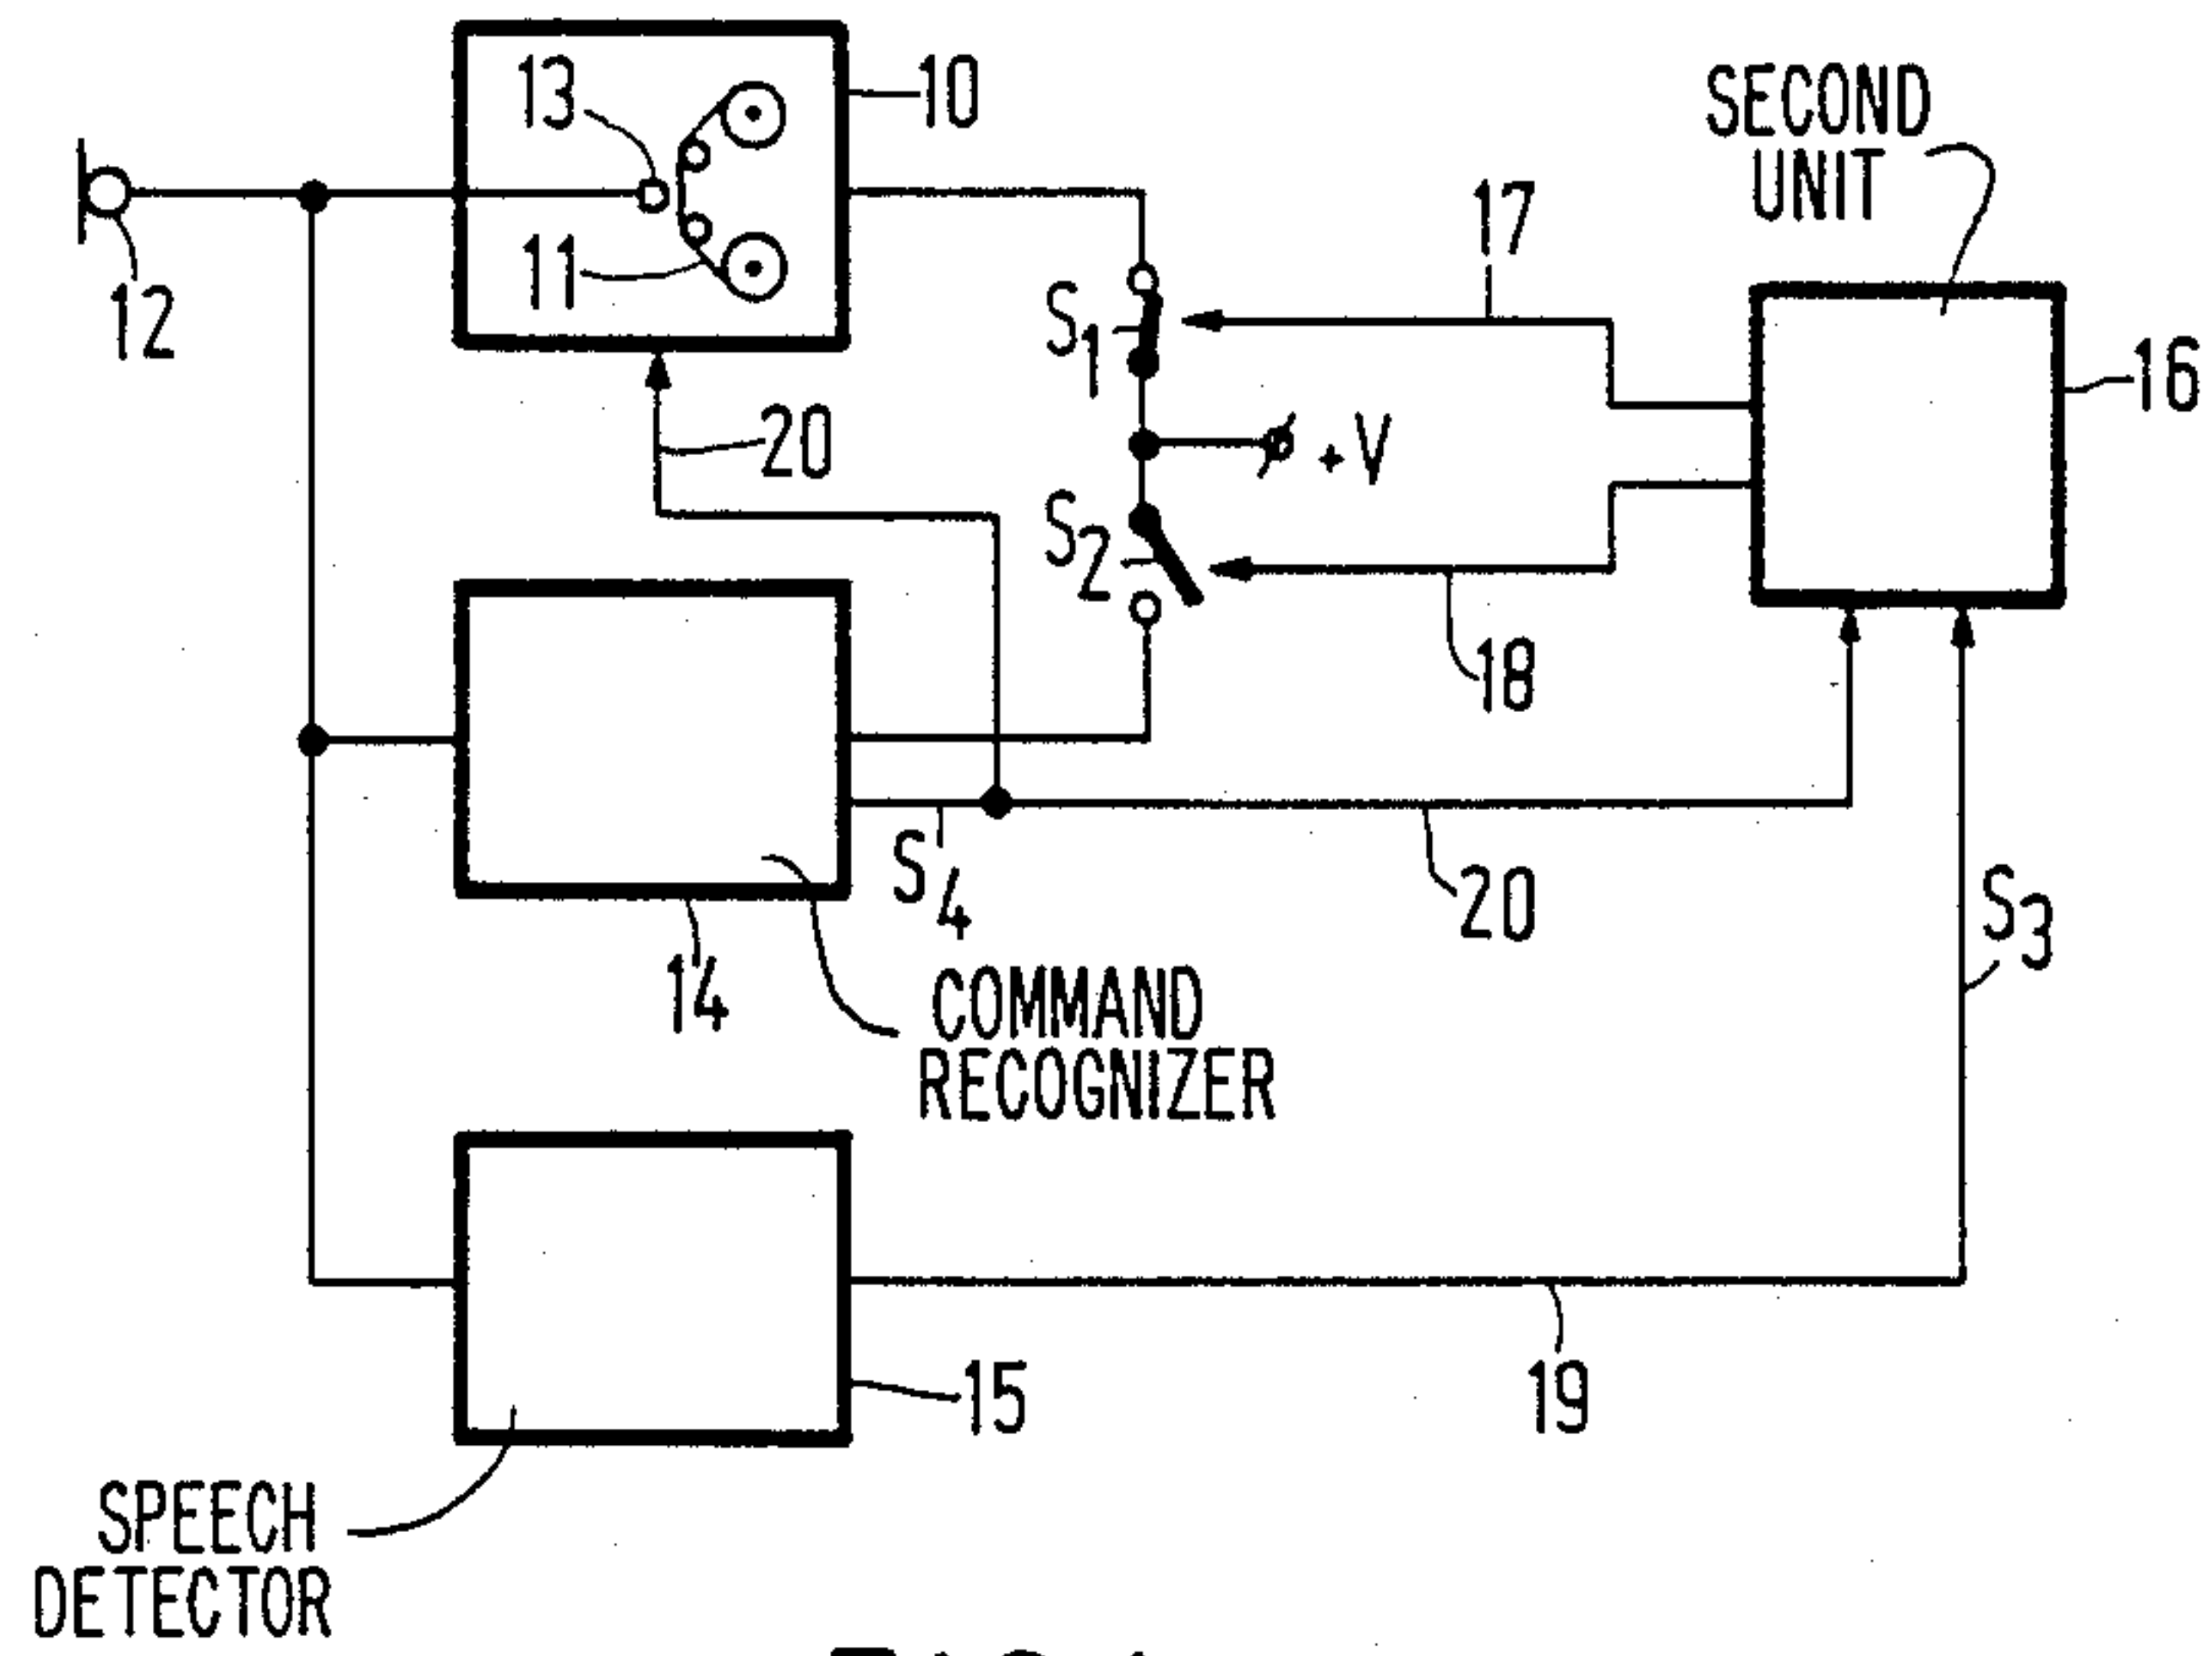 13
10
SECOND
UNIT
12
11
17
S1
16
20
+V
S2
18
S4
20
S3
14
COMMAND
RECOGNIZER
15
19
SPEECH
DETECTOR